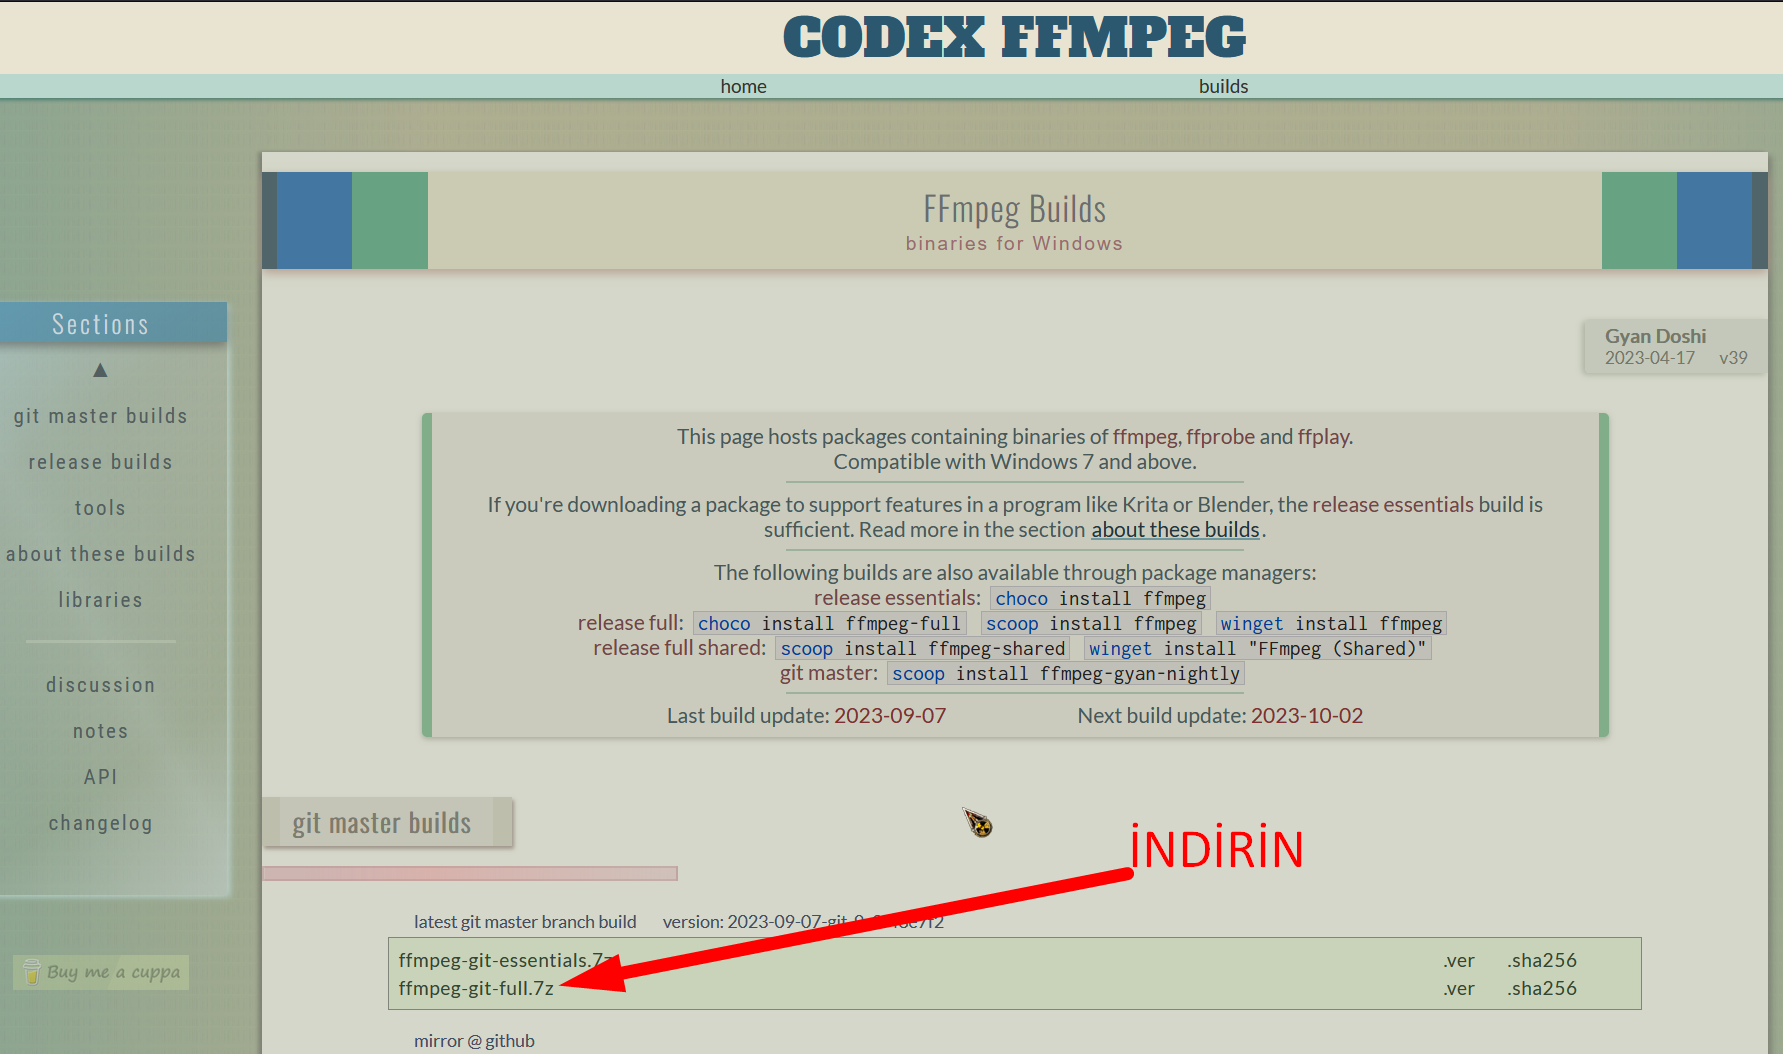 CODEX FFMPEG
home builds
FFmpeg Builds
binaries for Windows
Sections
▲
git master builds
release builds
tools
about these builds
libraries
discussion
notes
API
changelog
Buy me a cuppa
Gyan Doshi
2023-04-17 v39
This page hosts packages containing binaries of ffmpeg, ffprobe and ffplay.
Compatible with Windows 7 and above.
If you're downloading a package to support features in a program like Krita or Blender, the release essentials build is
sufficient. Read more in the section about these builds.
The following builds are also available through package managers:
release essentials: choco install ffmpeg
release full: choco install ffmpeg-full scoop install ffmpeg winget install ffmpeg
release full shared: scoop install ffmpeg-shared winget install "FFmpeg (Shared)"
git master: scoop install ffmpeg-gyan-nightly
Last build update: 2023-09-07 Next build update: 2023-10-02
git master builds
İNDİRİN
latest git master branch build version:
ffmpeg-git-essentials.7z .ver .sha256
ffmpeg-git-full.7z .ver .sha256
mirror @ github